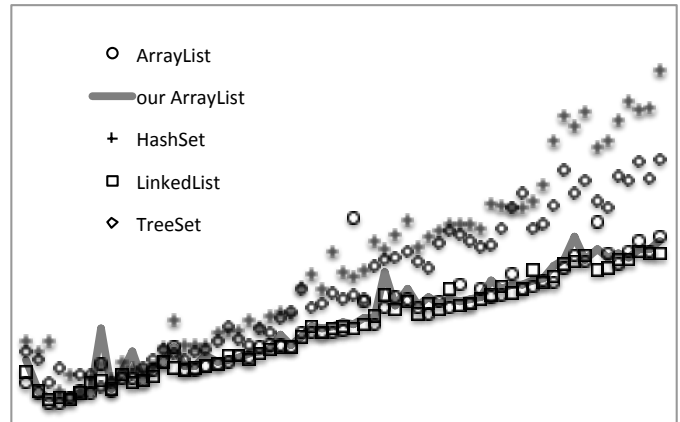 ArrayList
our ArrayList
HashSet
LinkedList
TreeSet